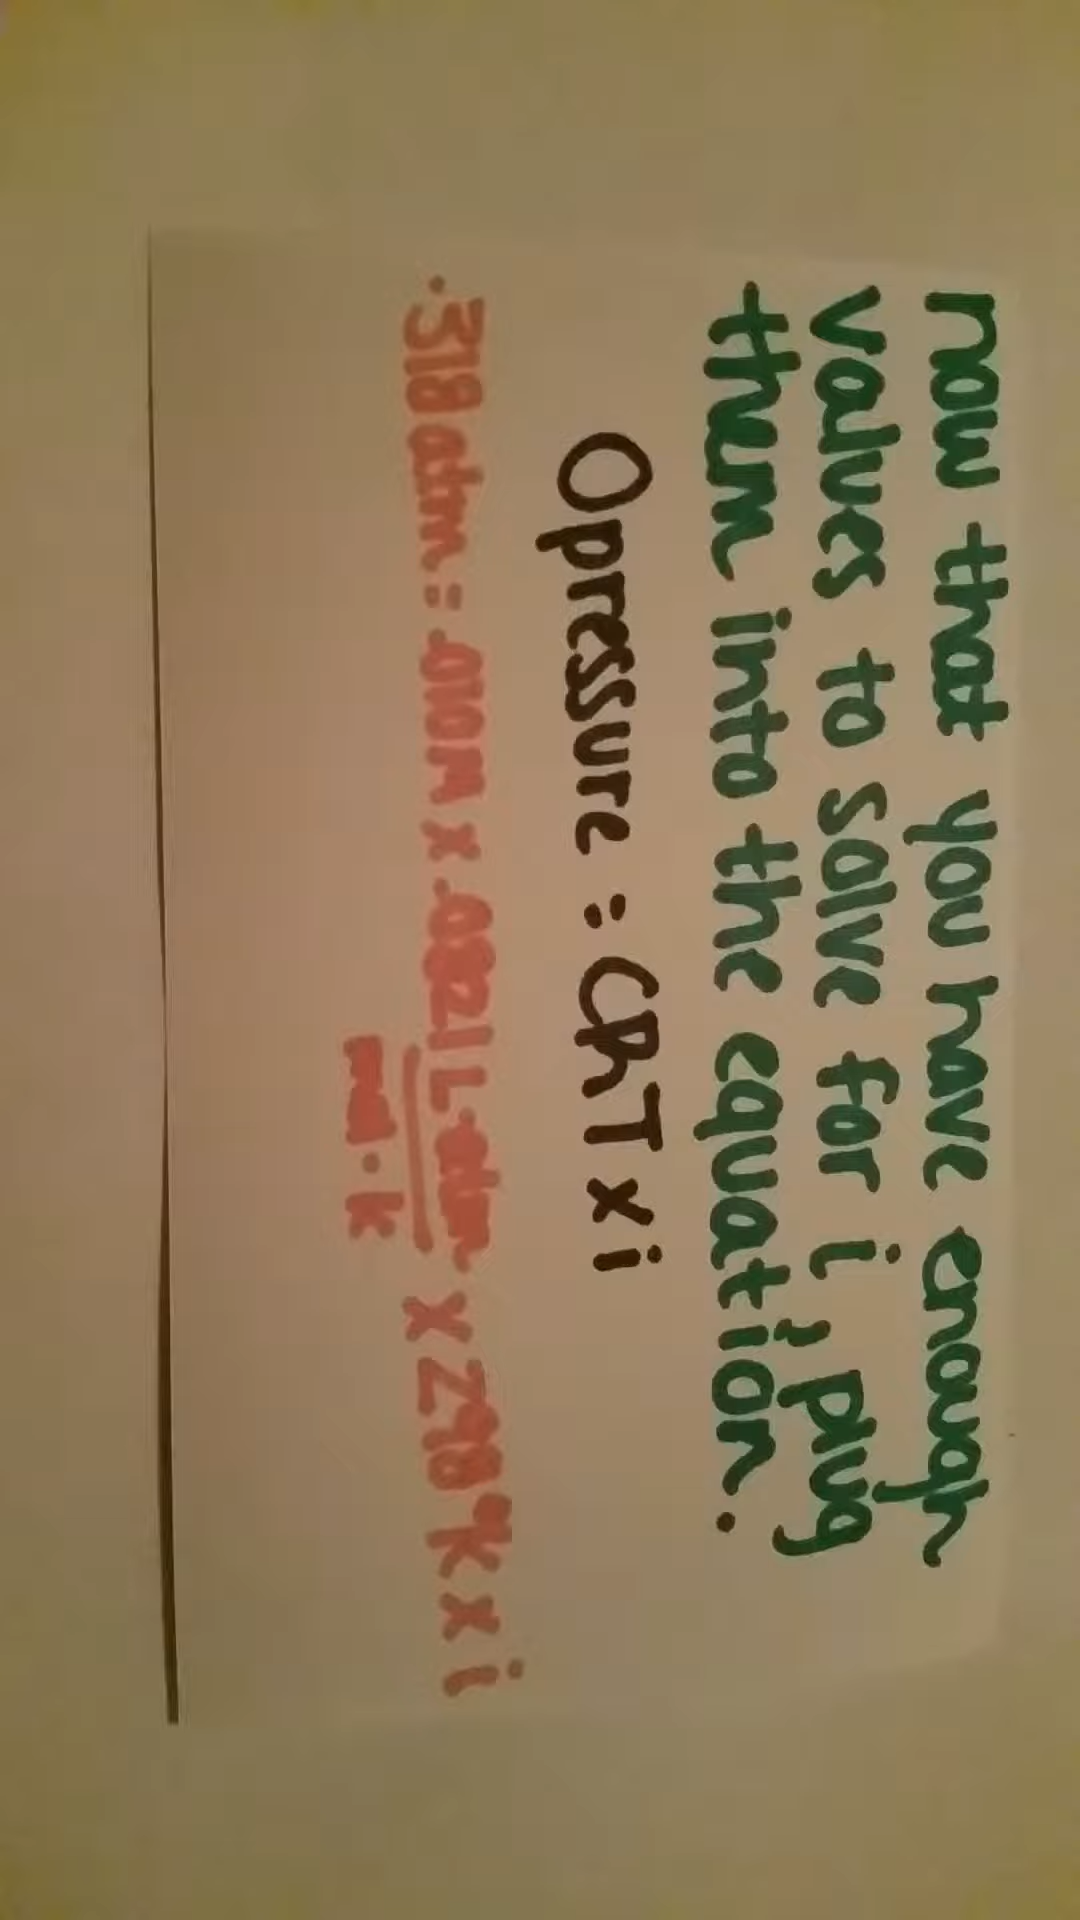 now that you have enough
values to solve for i, plug
them into the equation.
Opressure = CRT x i
.318 atm = .010M x .0821 L·atm x 298°K x i
mol·K